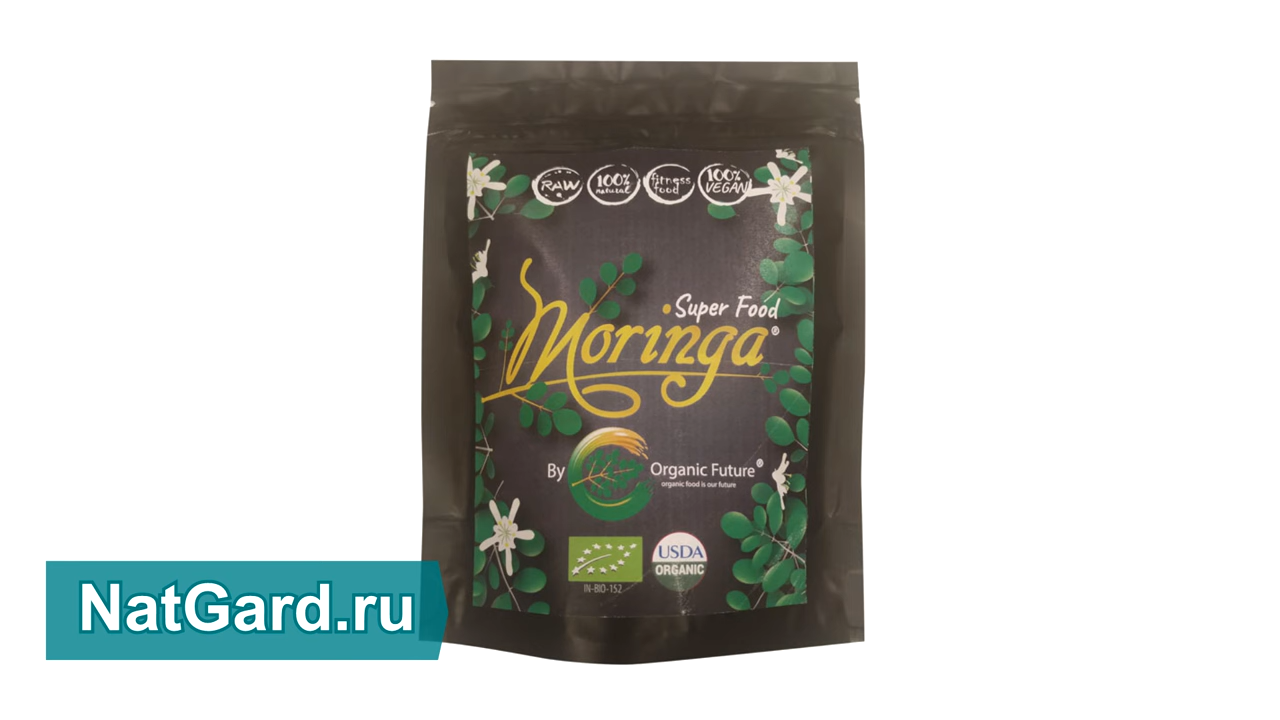 RAW
100% natural
fitness food
100% VEGAN
Super Food
Moringa®
By Organic Future®
organic food is our future
USDA ORGANIC
IN-BIO-152
NatGard.ru